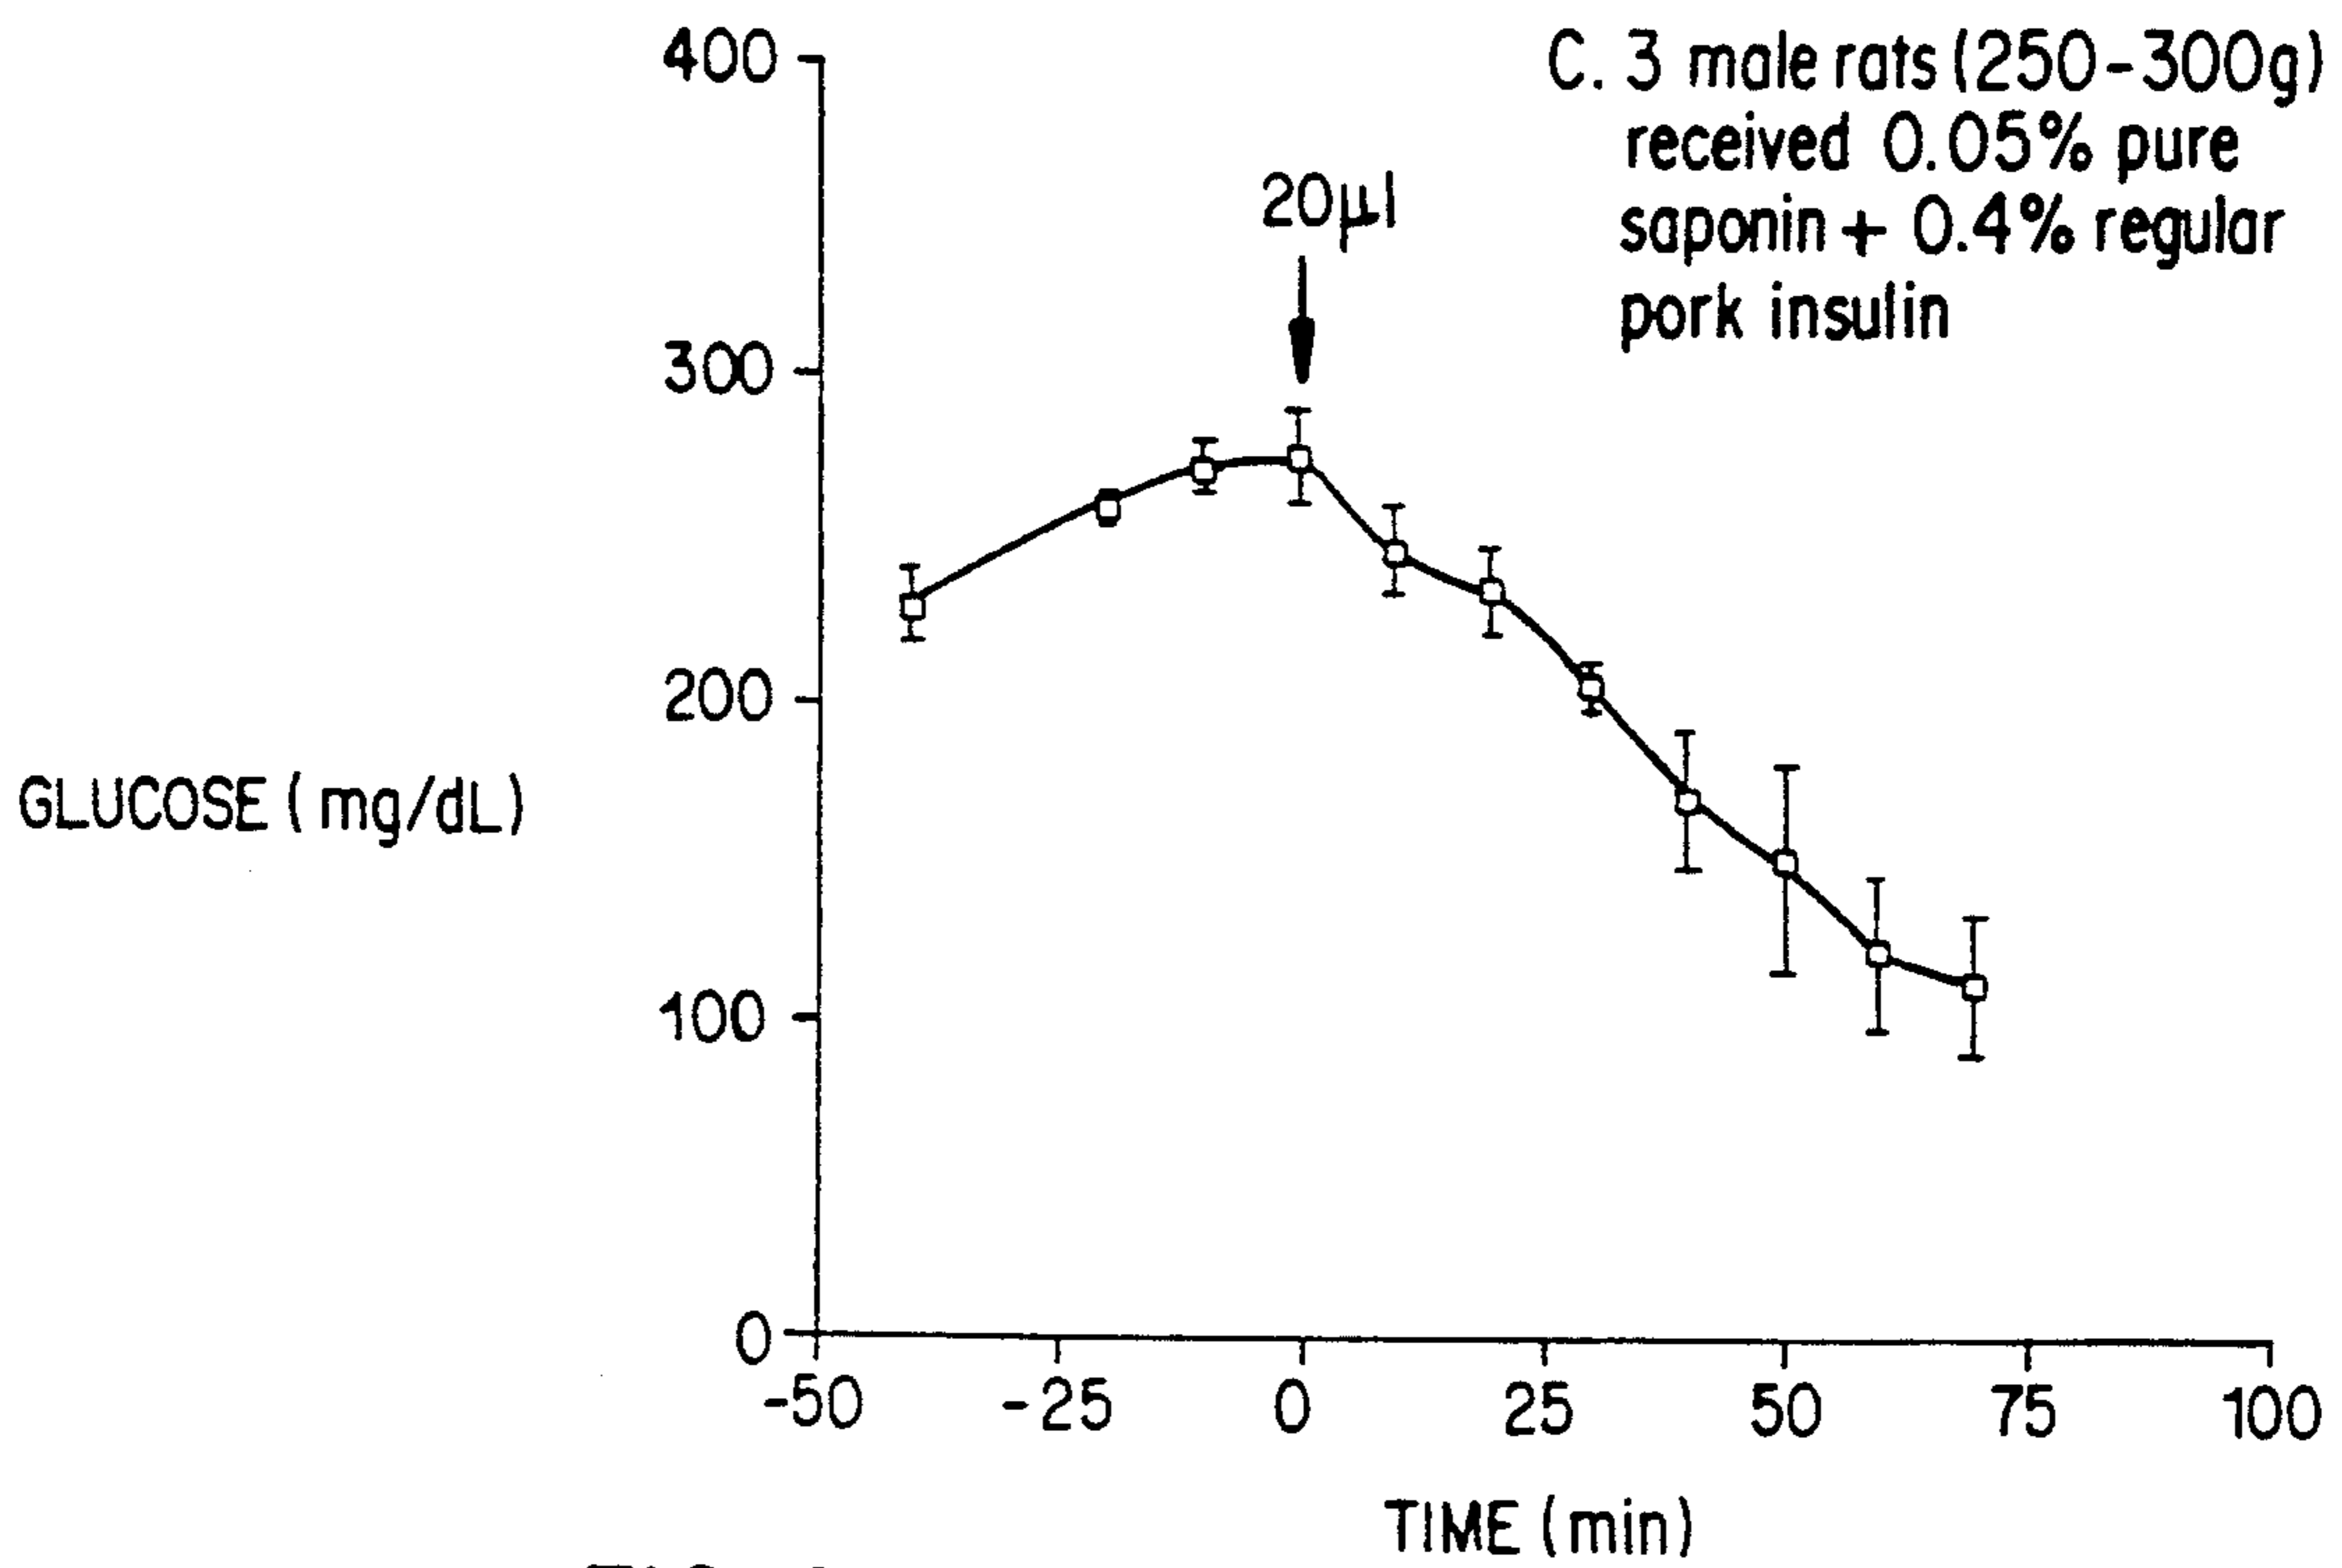 400
C. 3 male rats (250-300g)
received 0.05% pure
20µl
saponin + 0.4% regular
pork insulin
300
200
GLUCOSE (mg/dL)
100
0
-50 -25 0 25 50 75 100
TIME (min)